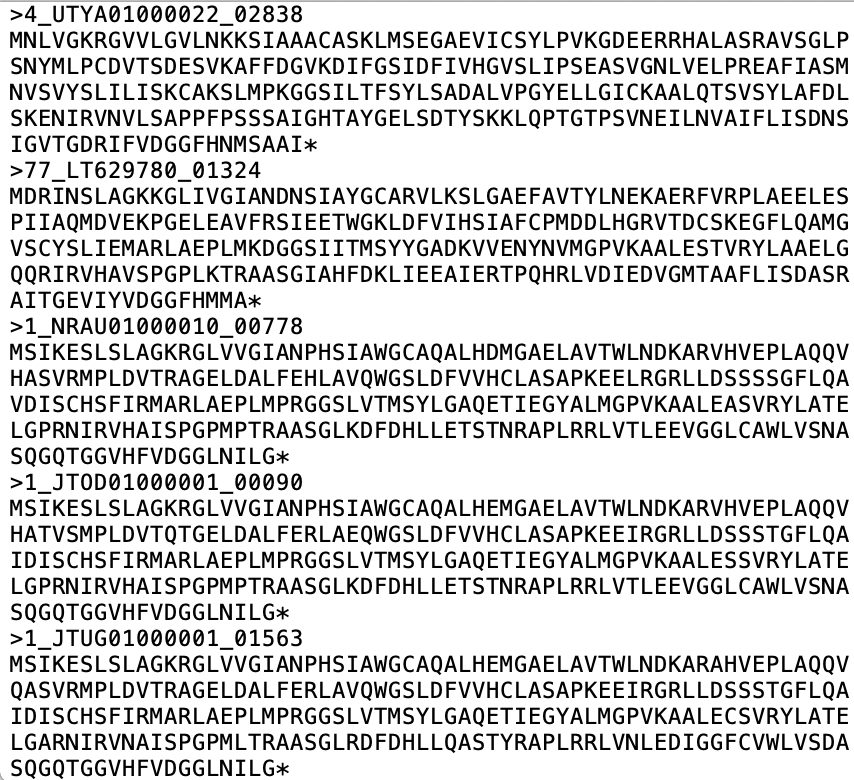 >4_UTYA01000022_02838
MNLVGKRGVVLGVLNKKSIAAACASKLMSEGAEVICSYLPVKGDEERRHALASRAVSGLP
SNYMLPCDVTSDESVKAFFDGVKDIFGSIDFIVHGVSLIPSEASVGNLVELPREAFIASM
NVSVYSLILISKCAKSLMPKGGSILTFSYLSADALVPGYELLGICKAALQTSVSYLAFDL
SKENIRVNVLSAPPFPSSSAIGHTAYGELSDTYSKKLQPTGTPSVNEILNVAIFLISDNS
IGVTGDRIFVDGGFHNMSAAI*
>77_LT629780_01324
MDRINSLAGKKGLIVGIANDNSIAYGCARVLKSLGAEFAVTYLNEKAERFVRPLAEELES
PIIAQMDVEKPGELEAVFRSIEETWGKLDFVIHSIAFCPMDDLHGRVTDCSKEGFLQAMG
VSCYSLIEMARLAEPLMKDGGSIITMSYYGADKVVENYNVMGPVKAALESTVRYLAAELG
QQRIRVHAVSPGPLKTRAASGIAHFDKLIEEAIERTPQHRLVDIEDVGMTAAFLISDASR
AITGEVIYVDGGFHMMA*
>1_NRAU01000010_00778
MSIKESLSLAGKRGLVVGIANPHSIAWGCAQALHDMGAELAVTWLNDKARVHVEPLAQQV
HASVRMPLDVTRAGELDALFEHLAVQWGSLDFVVHCLASAPKEELRGRLLDSSSSGFLQA
VDISCHSFIRMARLAEPLMPRGGSLVTMSYLGAQETIEGYALMGPVKAALEASVRYLATE
LGPRNIRVHAISPGPMPTRAASGLKDFDHLLETSTNRAPLRRLVTLEEVGGLCAWLVSNA
SQGQTGGVHFVDGGLNILG*
>1_JTOD01000001_00090
MSIKESLSLAGKRGLVVGIANPHSIAWGCAQALHEMGAELAVTWLNDKARVHVEPLAQQV
HATVSMPLDVTQTGELDALFERLAEQWGSLDFVVHCLASAPKEEIRGRLLDSSSTGFLQA
IDISCHSFIRMARLAEPLMPRGGSLVTMSYLGAQETIEGYALMGPVKAALESSVRYLATE
LGPRNIRVHAISPGPMPTRAASGLKDFDHLLETSTNRAPLRRLVTLEEVGGLCAWLVSNA
SQGQTGGVHFVDGGLNILG*
>1_JTUG01000001_01563
MSIKESLSLAGKRGLVVGIANPHSIAWGCAQALHEMGAELAVTWLNDKARAHVEPLAQQV
QASVRMPLDVTRAGELDALFERLAVQWGSLDFVVHCLASAPKEEIRGRLLDSSSTGFLQA
IDISCHSFIRMARLAEPLMPRGGSLVTMSYLGAQETIEGYALMGPVKAALECSVRYLATE
LGARNIRVNAISPGPMLTRAASGLRDFDHLLQASTYRAPLRRLVNLEDIGGFCVWLVSDA
SQGQTGGVHFVDGGLNILG*